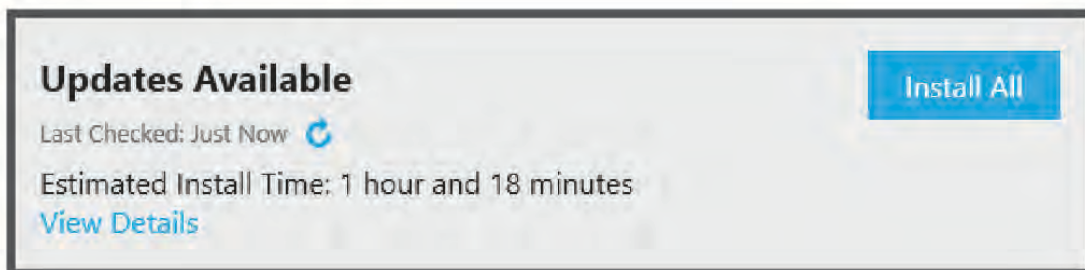 Updates Available
Install All
Last Checked: Just Now
Estimated Install Time: 1 hour and 18 minutes
View Details